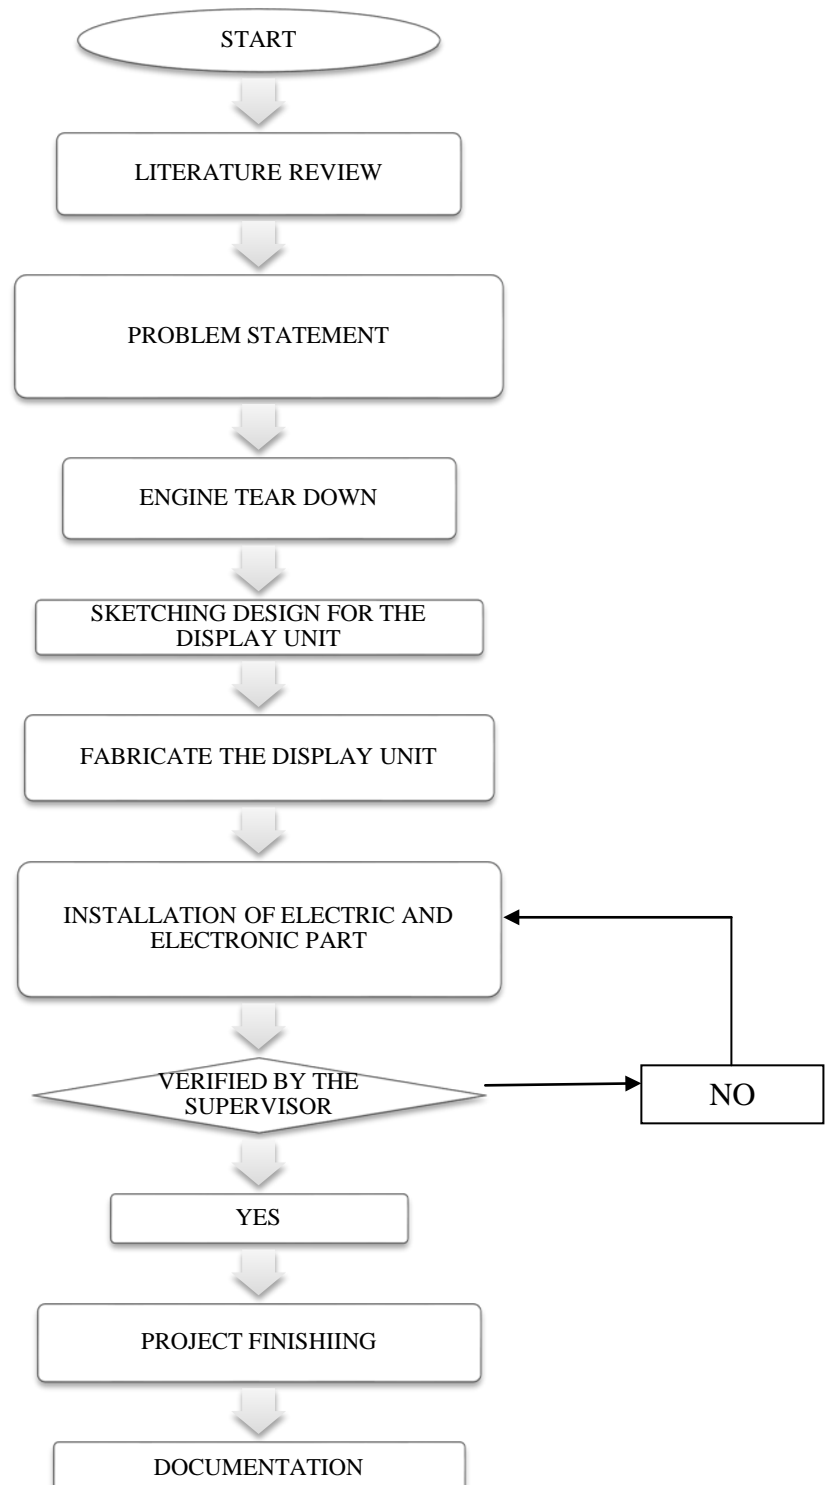 START
LITERATURE REVIEW
PROBLEM STATEMENT
ENGINE TEAR DOWN
SKETCHING DESIGN FOR THE
DISPLAY UNIT
FABRICATE THE DISPLAY UNIT
INSTALLATION OF ELECTRIC AND
ELECTRONIC PART
VERIFIED BY THE
SUPERVISOR
NO
YES
PROJECT FINISHIING
DOCUMENTATION